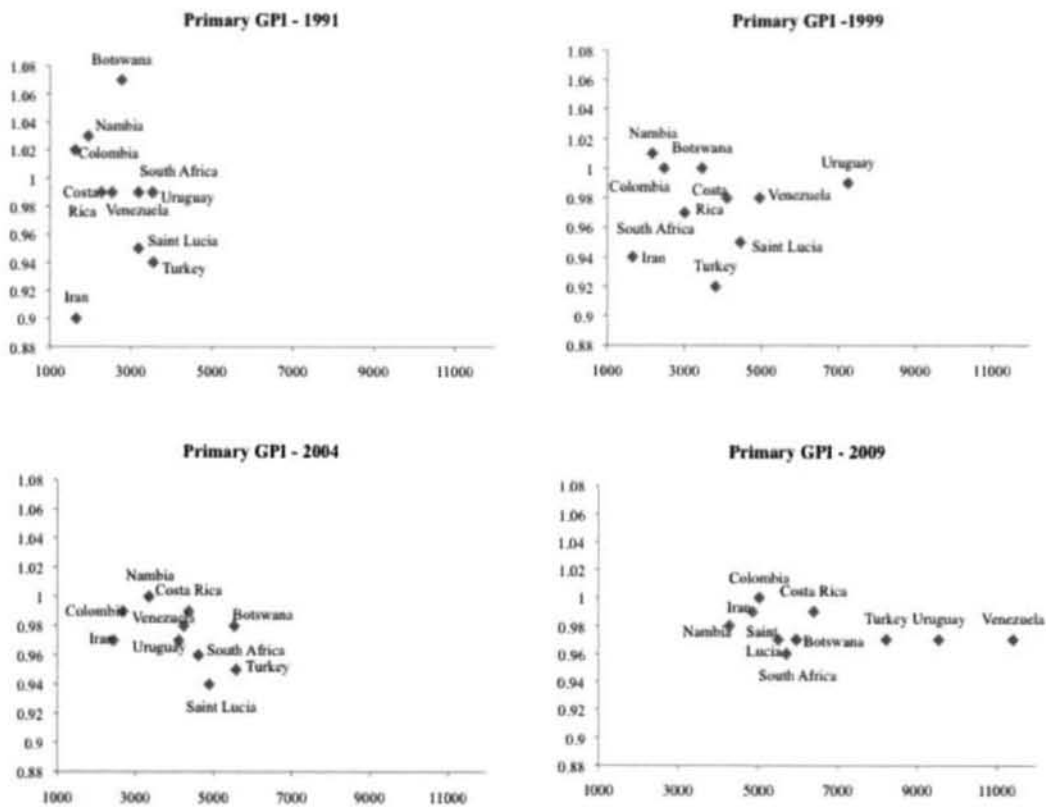 Primary GPI - 1991
1.08
1.06
1.04
1.02
1
0.98
0.96
0.94
0.92
0.9
0.88
Botswana
Nambia
Colombia
South Africa
Costa
Rica
Venezuela
Uruguay
Saint Lucia
Turkey
Iran
1000 3000 5000 7000 9000 11000
Primary GPI -1999
1.08
1.06
1.04
1.02
1
0.98
0.96
0.94
0.92
0.9
0.88
Nambia
Botswana
Uruguay
Colombia
Costa
Rica
Venezuela
South Africa
Saint Lucia
Iran
Turkey
1000 3000 5000 7000 9000 11000
Primary GPI - 2004
1.08
1.06
1.04
1.02
1
0.98
0.96
0.94
0.92
0.9
0.88
Nambia
Costa Rica
Colombia
Venezuela
Botswana
Iran
Uruguay
South Africa
Turkey
Saint Lucia
1000 3000 5000 7000 9000 11000
Primary GPI - 2009
1.08
1.06
1.04
1.02
1
0.98
0.96
0.94
0.92
0.9
0.88
Colombia
Costa Rica
Iran
Turkey Uruguay Venezuela
Nambia
Saint
Lucia
Botswana
South Africa
1000 3000 5000 7000 9000 11000